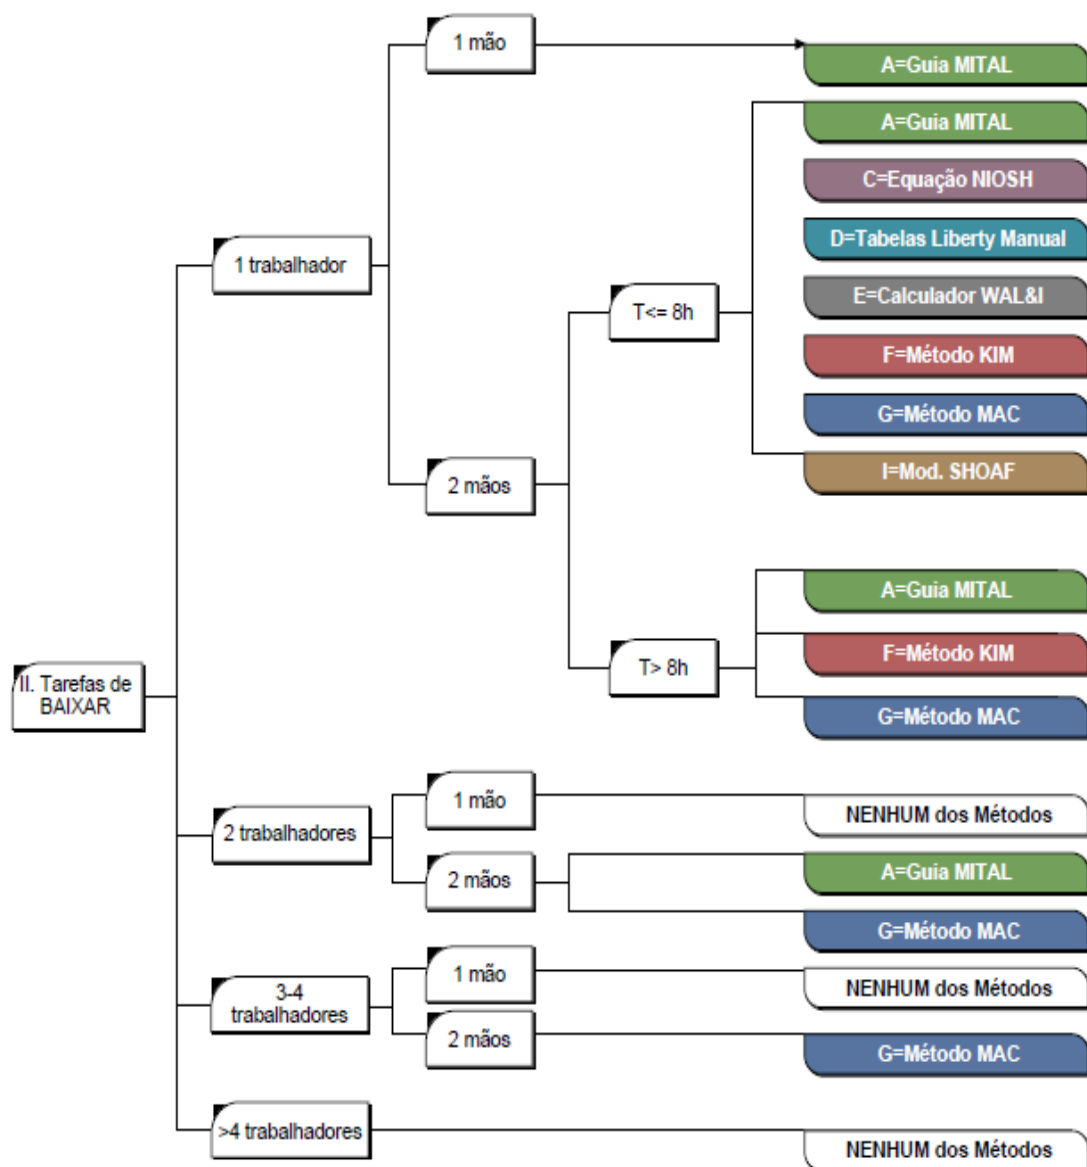 1 mão
A=Guia MITAL
A=Guia MITAL
C=Equação NIOSH
1 trabalhador
D=Tabelas Liberty Manual
E=Calculador WAL&I
T<= 8h
F=Método KIM
G=Método MAC
2 mãos
I=Mod. SHOAF
A=Guia MITAL
F=Método KIM
T> 8h
II. Tarefas de
BAIXAR
G=Método MAC
1 mão
NENHUM dos Métodos
2 trabalhadores
A=Guia MITAL
2 mãos
G=Método MAC
1 mão
NENHUM dos Métodos
3-4
trabalhadores
2 mãos
G=Método MAC
>4 trabalhadores
NENHUM dos Métodos